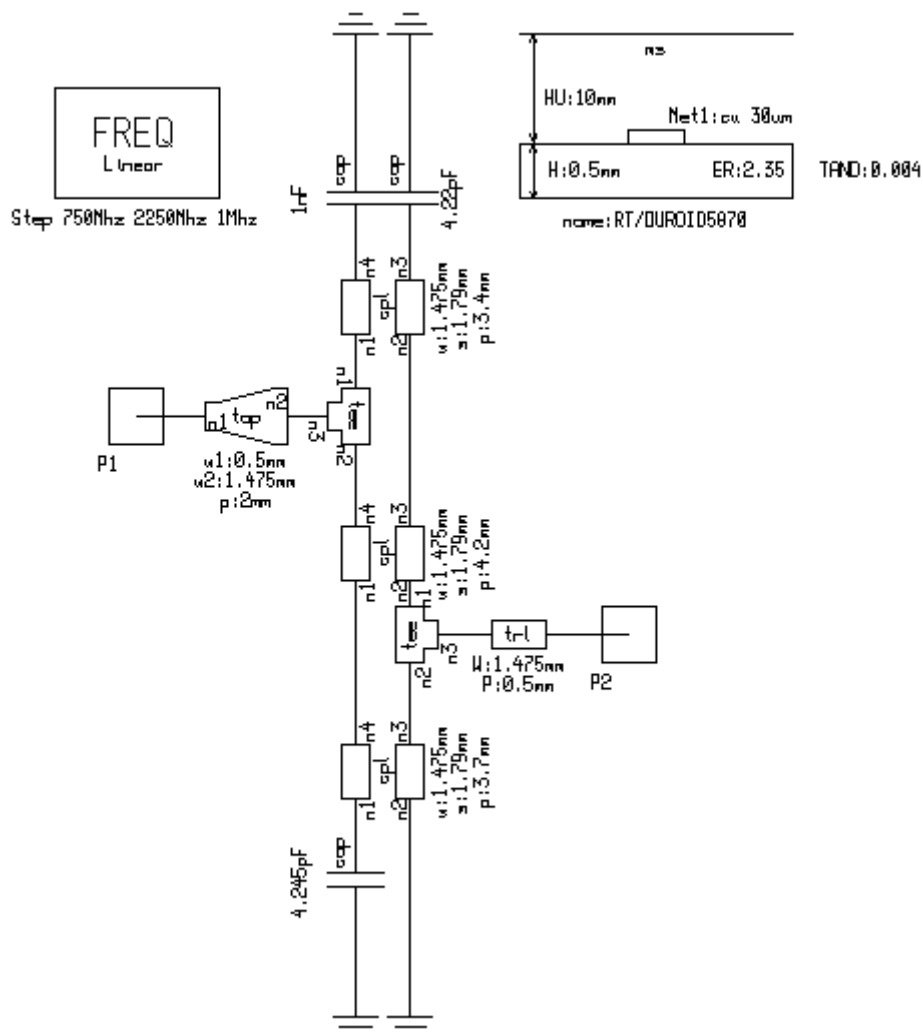 ms
HU:10mm
Net1:cu 30um
FREQ
Linear
H:0.5mm
ER:2.35
TAND:0.004
Step 750Mhz 2250Mhz 1Mhz
name:RT/DUROID5870
cap
cap
1nF
4.22pF
n4
n3
cpl
n1
n2
w:1.475mm
s:1.79mm
p:3.4mm
P1
n1
tap
n2
w1:0.5mm
w2:1.475mm
p:2mm
n1
tee
n3
n2
n4
n3
cpl
n1
n2
w:1.475mm
s:1.79mm
p:4.2mm
n1
tee
n3
n2
trl
W:1.475mm
P:0.5mm
P2
n4
n3
cpl
n1
n2
w:1.475mm
s:1.79mm
p:3.7mm
cap
4.245pF